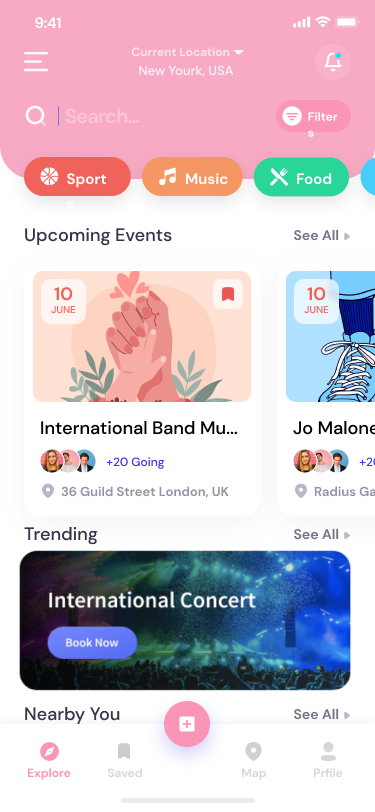 9:41
Current Location
New Yourk, USA
Search...
Filter
s
Sport
s
Music
Food
Upcoming Events
See All
10
JUNE
10
JUNE
International Band Mu...
Jo Malone
+20 Going
+20
36 Guild Street London, UK
Radius Ga
Trending
See All
International Concert
Book Now
Nearby You
See All
Explore
Saved
Map
Prfile